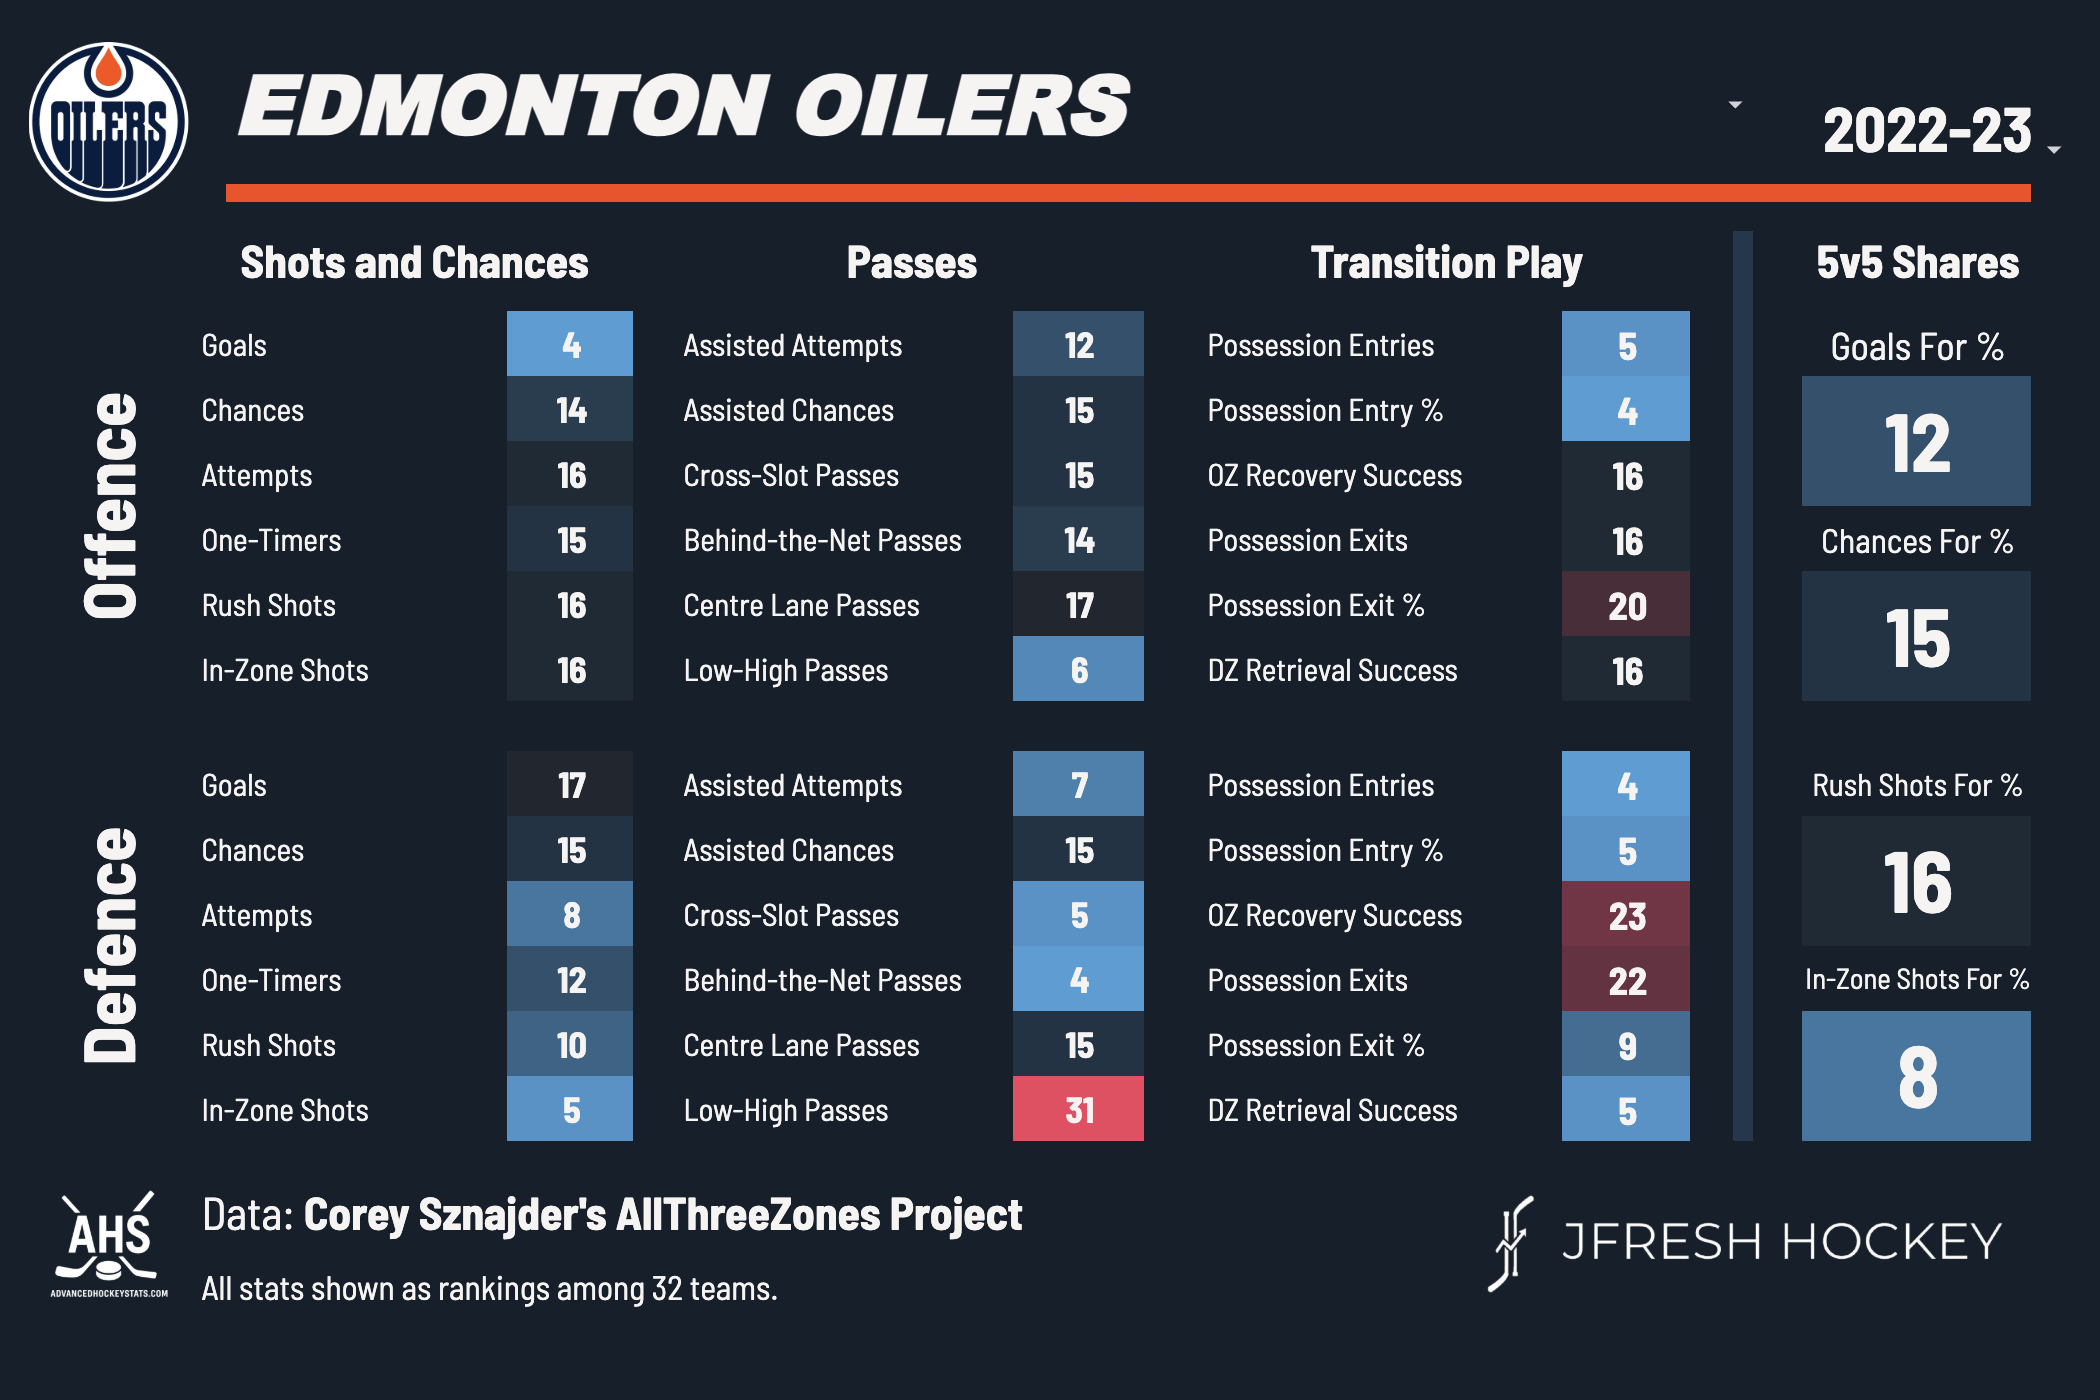 OILERS
EDMONTON OILERS
2022-23
Shots and Chances
Passes
Transition Play
5v5 Shares
Offence
Goals 4
Chances 14
Attempts 16
One-Timers 15
Rush Shots 16
In-Zone Shots 16
Assisted Attempts 12
Assisted Chances 15
Cross-Slot Passes 15
Behind-the-Net Passes 14
Centre Lane Passes 17
Low-High Passes 6
Possession Entries 5
Possession Entry % 4
OZ Recovery Success 16
Possession Exits 16
Possession Exit % 20
DZ Retrieval Success 16
Goals For %
12
Chances For %
15
Defence
Goals 17
Chances 15
Attempts 8
One-Timers 12
Rush Shots 10
In-Zone Shots 5
Assisted Attempts 7
Assisted Chances 15
Cross-Slot Passes 5
Behind-the-Net Passes 4
Centre Lane Passes 15
Low-High Passes 31
Possession Entries 4
Possession Entry % 5
OZ Recovery Success 23
Possession Exits 22
Possession Exit % 9
DZ Retrieval Success 5
Rush Shots For %
16
In-Zone Shots For %
8
AHS
ADVANCEDHOCKEYSTATS.COM
Data: Corey Sznajder's AllThreeZones Project
All stats shown as rankings among 32 teams.
JFRESH HOCKEY